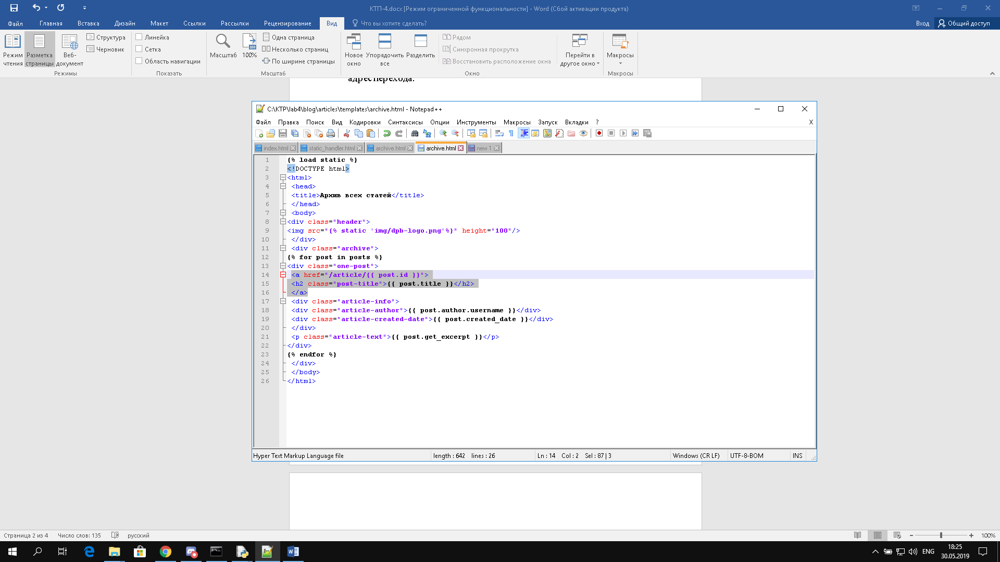 КТП-4.docx [Режим ограниченной функциональности] - Word (Сбой активации продукта)
Файл Главная Вставка Дизайн Макет Ссылки Рассылки Рецензирование Вид Что вы хотите сделать? Вход Общий доступ
Режим чтения
Разметка страницы
Веб-документ
Структура
Черновик
Режимы
Линейка
Сетка
Область навигации
Показать
Масштаб
100%
Одна страница
Несколько страниц
По ширине страницы
Масштаб
Новое окно
Упорядочить все
Разделить
Рядом
Синхронная прокрутка
Восстановить расположение окна
Окно
Перейти в другое окно
Макросы
Макросы
адрес перехода.
C:\KTP\lab4\blog\articles\templates\archive.html - Notepad++
Файл Правка Поиск Вид Кодировки Синтаксисы Опции Инструменты Макросы Запуск Вкладки ? X
index.html static_handler.html archive.html archive.html new 1
1 {% load static %}
2 <!DOCTYPE html>
3 <html>
4 <head>
5 <title>Архив всех статей</title>
6 </head>
7 <body>
8 <div class="header">
9 <img src="{% static 'img/dpb-logo.png'%}" height="100"/>
10 </div>
11 <div class="archive">
12 {% for post in posts %}
13 <div class="one-post">
14 <a href="/article/{{ post.id }}">
15 <h2 class="post-title">{{ post.title }}</h2>
16 </a>
17 <div class="article-info">
18 <div class="article-author">{{ post.author.username }}</div>
19 <div class="article-created-date">{{ post.created_date }}</div>
20 </div>
21 <p class="article-text">{{ post.get_excerpt }}</p>
22 </div>
23 {% endfor %}
24 </div>
25 </body>
26 </html>
Hyper Text Markup Language file length : 642 lines : 26 Ln : 14 Col : 2 Sel : 87 | 3 Windows (CR LF) UTF-8-BOM INS
Страница 2 из 4 Число слов: 135 русский 100%
ENG
18:25
30.05.2019